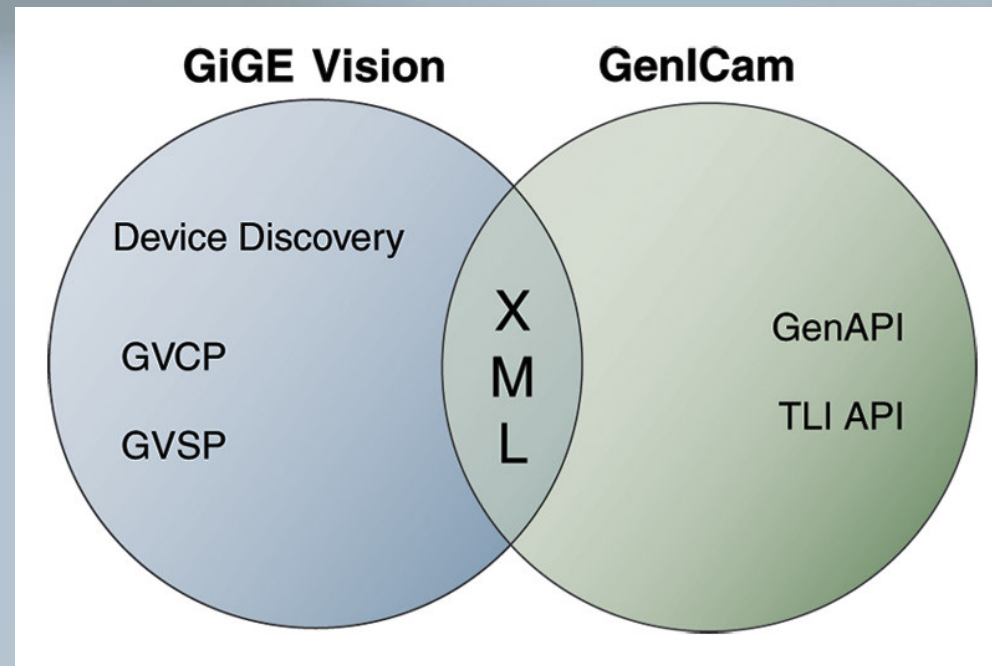 GiGE Vision
GenICam
Device Discovery
GVCP
GVSP
X
M
L
GenAPI
TLI API